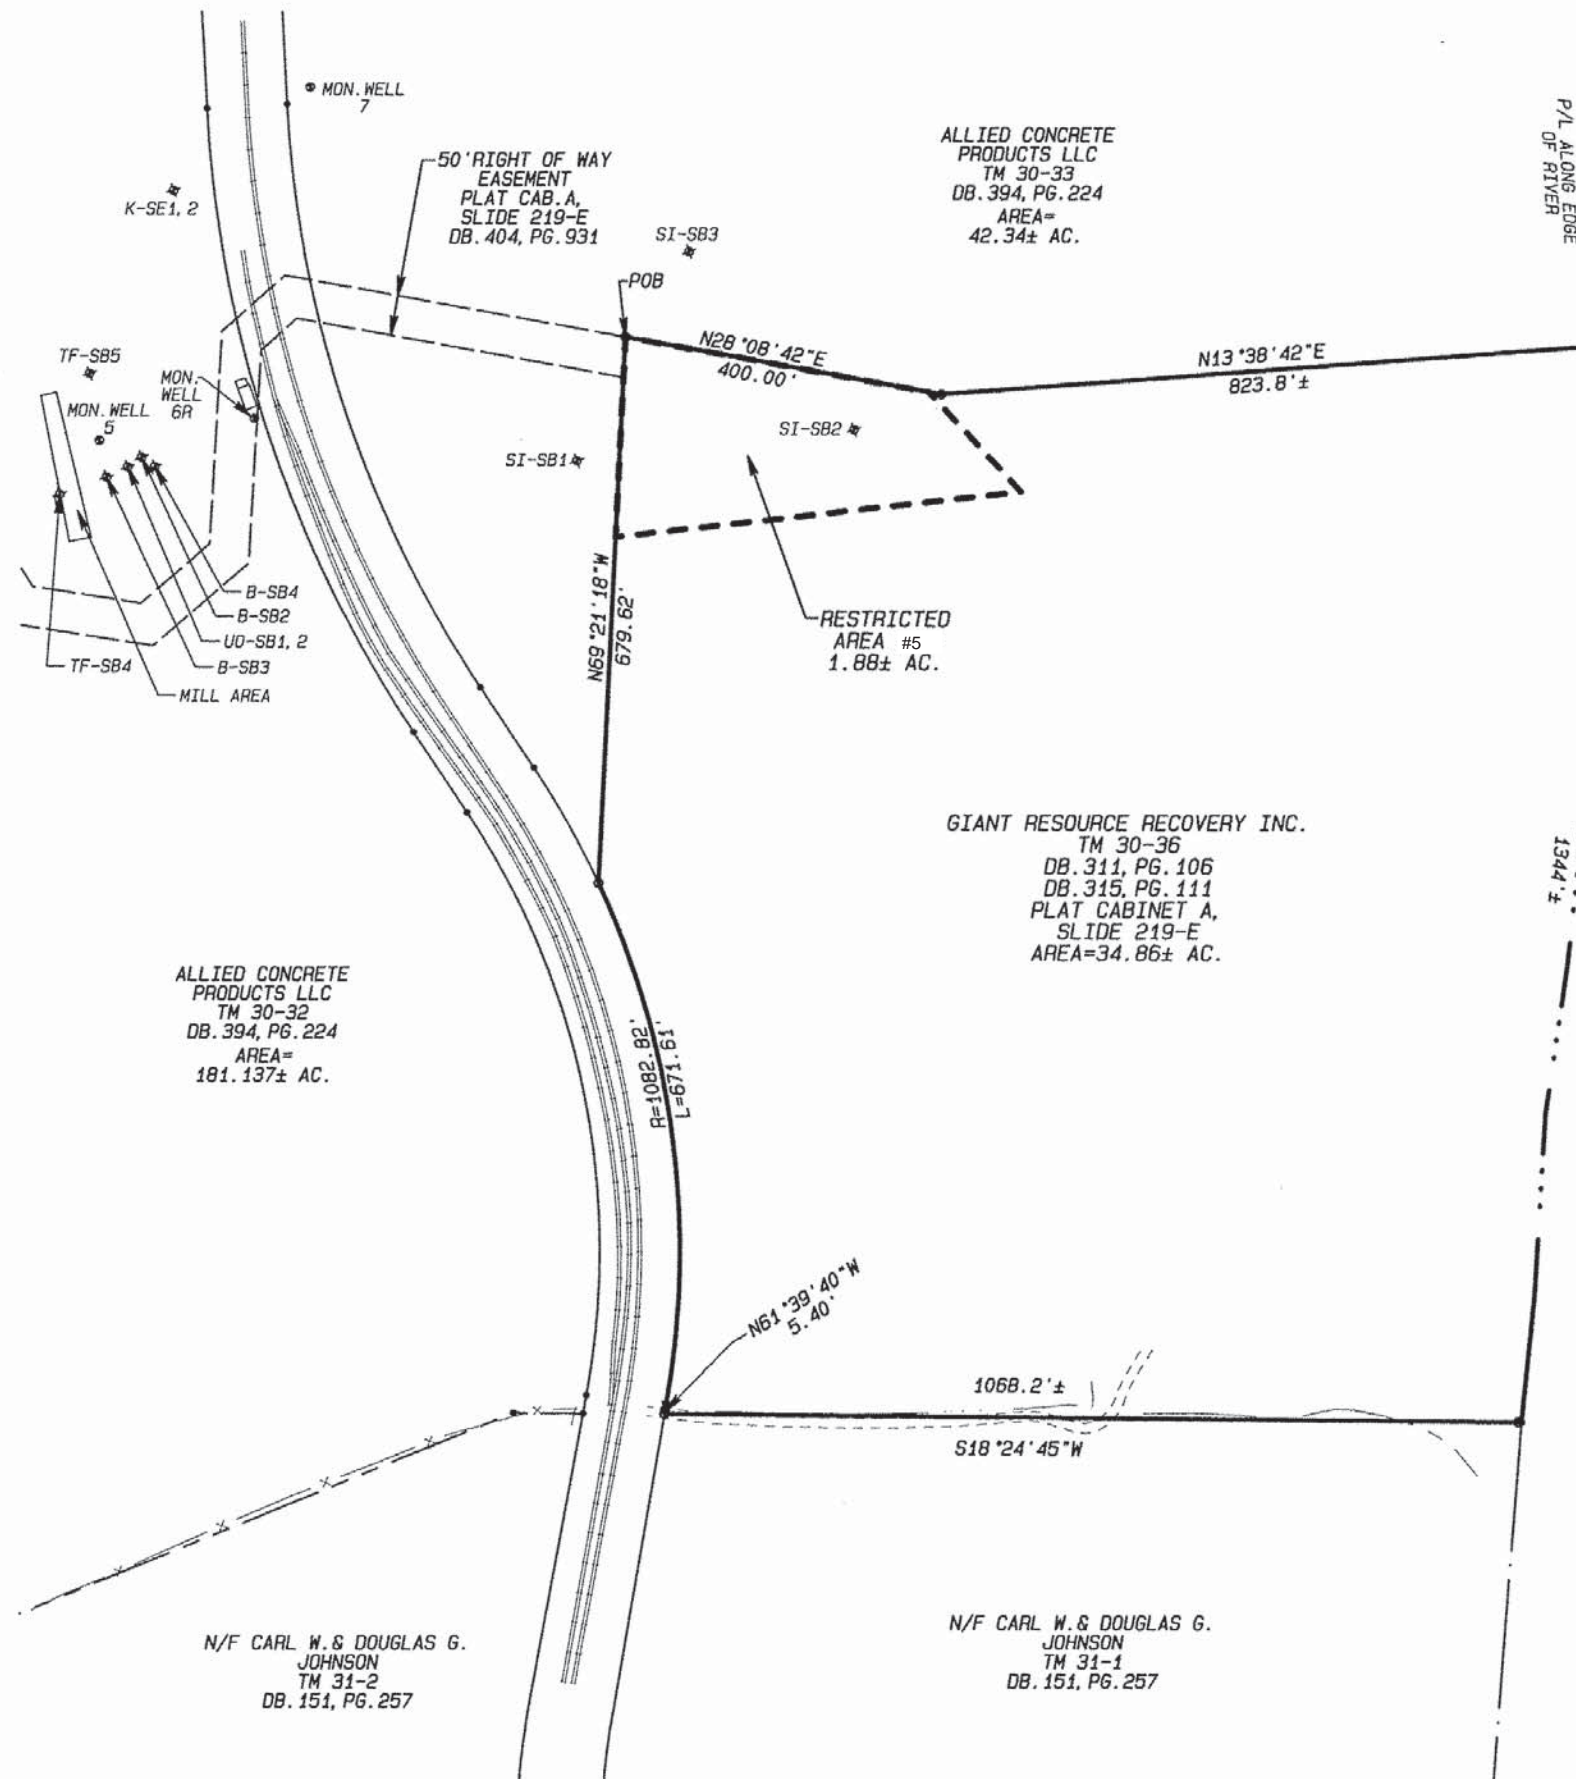 MON. WELL
7
50'RIGHT OF WAY
EASEMENT
PLAT CAB.A,
SLIDE 219-E
DB.404, PG.931
K-SE1,2
ALLIED CONCRETE
PRODUCTS LLC
TM 30-33
DB.394, PG.224
AREA=
42.34± AC.
P/L ALONG EDGE
OF RIVER
SI-SB3
POB
N28°08'42"E
400.00'
N13°38'42"E
823.8'±
TF-SB5
MON.
WELL
6R
MON. WELL
5
SI-SB1
SI-SB2
N69°21'18"W
679.62'
RESTRICTED
AREA #5
1.88± AC.
B-SB4
B-SB2
UO-SB1,2
B-SB3
TF-SB4
MILL AREA
GIANT RESOURCE RECOVERY INC.
TM 30-36
DB.311, PG.106
DB.315, PG.111
PLAT CABINET A,
SLIDE 219-E
AREA=34.86± AC.
1344'±
ALLIED CONCRETE
PRODUCTS LLC
TM 30-32
DB.394, PG.224
AREA=
181.137± AC.
R=1082.82'
L=671.61'
N61°39'40"W
5.40'
1068.2'±
S18°24'45"W
N/F CARL W.& DOUGLAS G.
JOHNSON
TM 31-2
DB.151, PG.257
N/F CARL W.& DOUGLAS G.
JOHNSON
TM 31-1
DB.151, PG.257